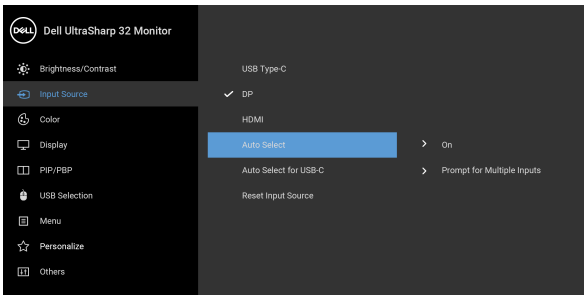 DELL Dell UltraSharp 32 Monitor
Brightness/Contrast USB Type-C
Input Source DP
Color HDMI
Display Auto Select On
PIP/PBP Auto Select for USB-C Prompt for Multiple Inputs
USB Selection Reset Input Source
Menu
Personalize
Others